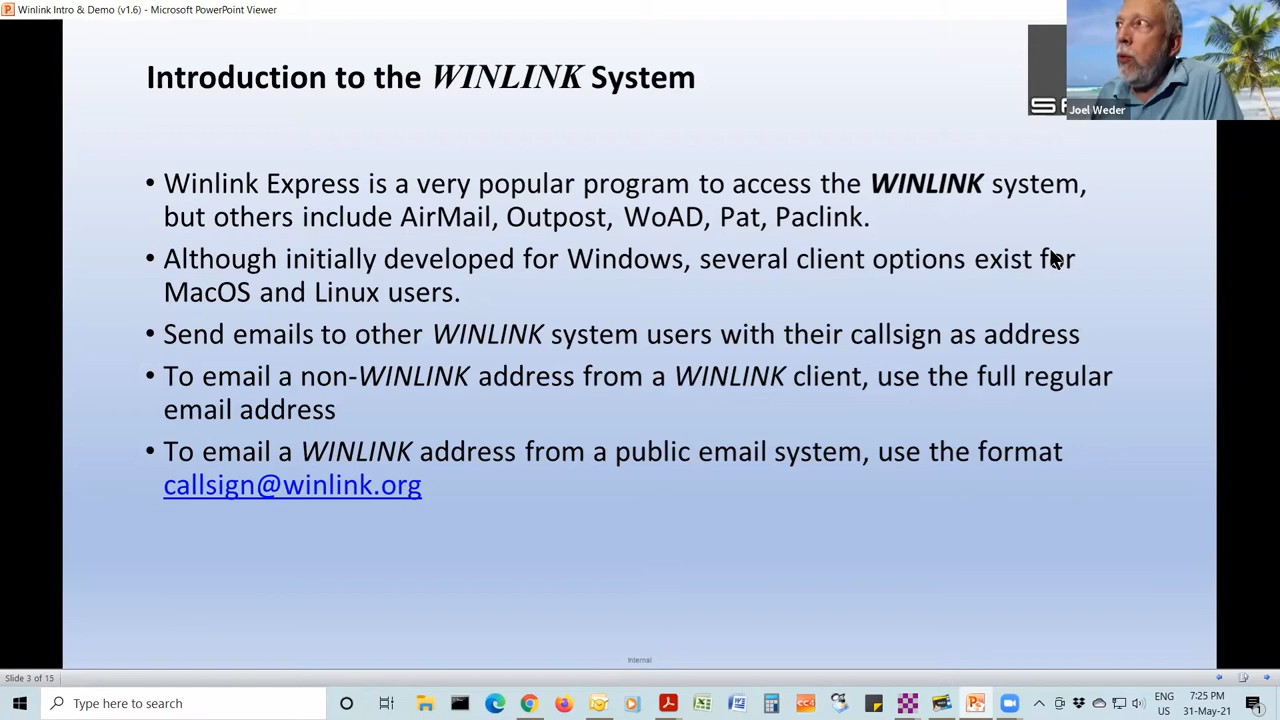 Winlink Intro & Demo (v1.6) - Microsoft PowerPoint Viewer
Introduction to the WINLINK System
Joel Weder
• Winlink Express is a very popular program to access the WINLINK system,
but others include AirMail, Outpost, WoAD, Pat, Paclink.
• Although initially developed for Windows, several client options exist for
MacOS and Linux users.
• Send emails to other WINLINK system users with their callsign as address
• To email a non-WINLINK address from a WINLINK client, use the full regular
email address
• To email a WINLINK address from a public email system, use the format
callsign@winlink.org
Internal
Slide 3 of 15
Type here to search
ENG
US
7:25 PM
31-May-21